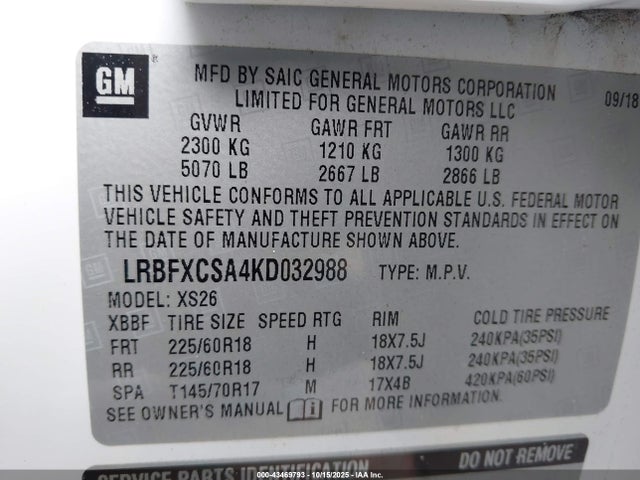 GM
MFD BY SAIC GENERAL MOTORS CORPORATION
LIMITED FOR GENERAL MOTORS LLC
09/18
GVWR GAWR FRT GAWR RR
2300 KG 1210 KG 1300 KG
5070 LB 2667 LB 2866 LB
THIS VEHICLE CONFORMS TO ALL APPLICABLE U.S. FEDERAL MOTOR
VEHICLE SAFETY AND THEFT PREVENTION STANDARDS IN EFFECT ON
THE DATE OF MANUFACTURE SHOWN ABOVE.
LRBFXCSA4KD032988 TYPE: M.P.V.
MODEL: XS26
XBBF TIRE SIZE SPEED RTG RIM COLD TIRE PRESSURE
FRT 225/60R18 H 18X7.5J 240KPA(35PSI)
RR 225/60R18 H 18X7.5J 240KPA(35PSI)
SPA T145/70R17 M 17X4B 420KPA(60PSI)
SEE OWNER'S MANUAL FOR MORE INFORMATION.
DO NOT REMOVE
SERVICE PARTS IDENTIFICATION
000-43469793 - 10/15/2025 - IAAI.COM